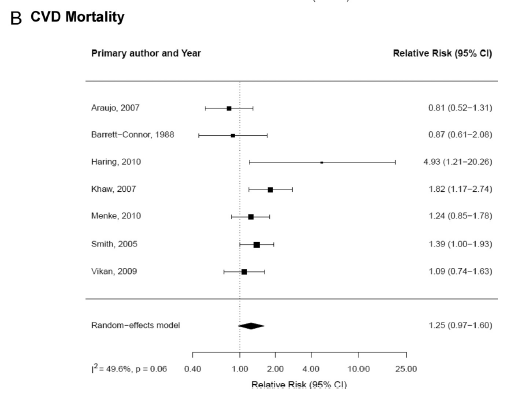 B CVD Mortality
Primary author and Year Relative Risk (95% CI)
Araujo, 2007 0.81 (0.52−1.31)
Barrett−Connor, 1988 0.87 (0.61−2.08)
Haring, 2010 4.93 (1.21−20.26)
Khaw, 2007 1.82 (1.17−2.74)
Menke, 2010 1.24 (0.85−1.78)
Smith, 2005 1.39 (1.00−1.93)
Vikan, 2009 1.09 (0.74−1.63)
Random−effects model 1.25 (0.97−1.60)
I² = 49.6%, p = 0.06 0.40 1.00 2.00 4.00 10.00 25.00
Relative Risk (95% CI)